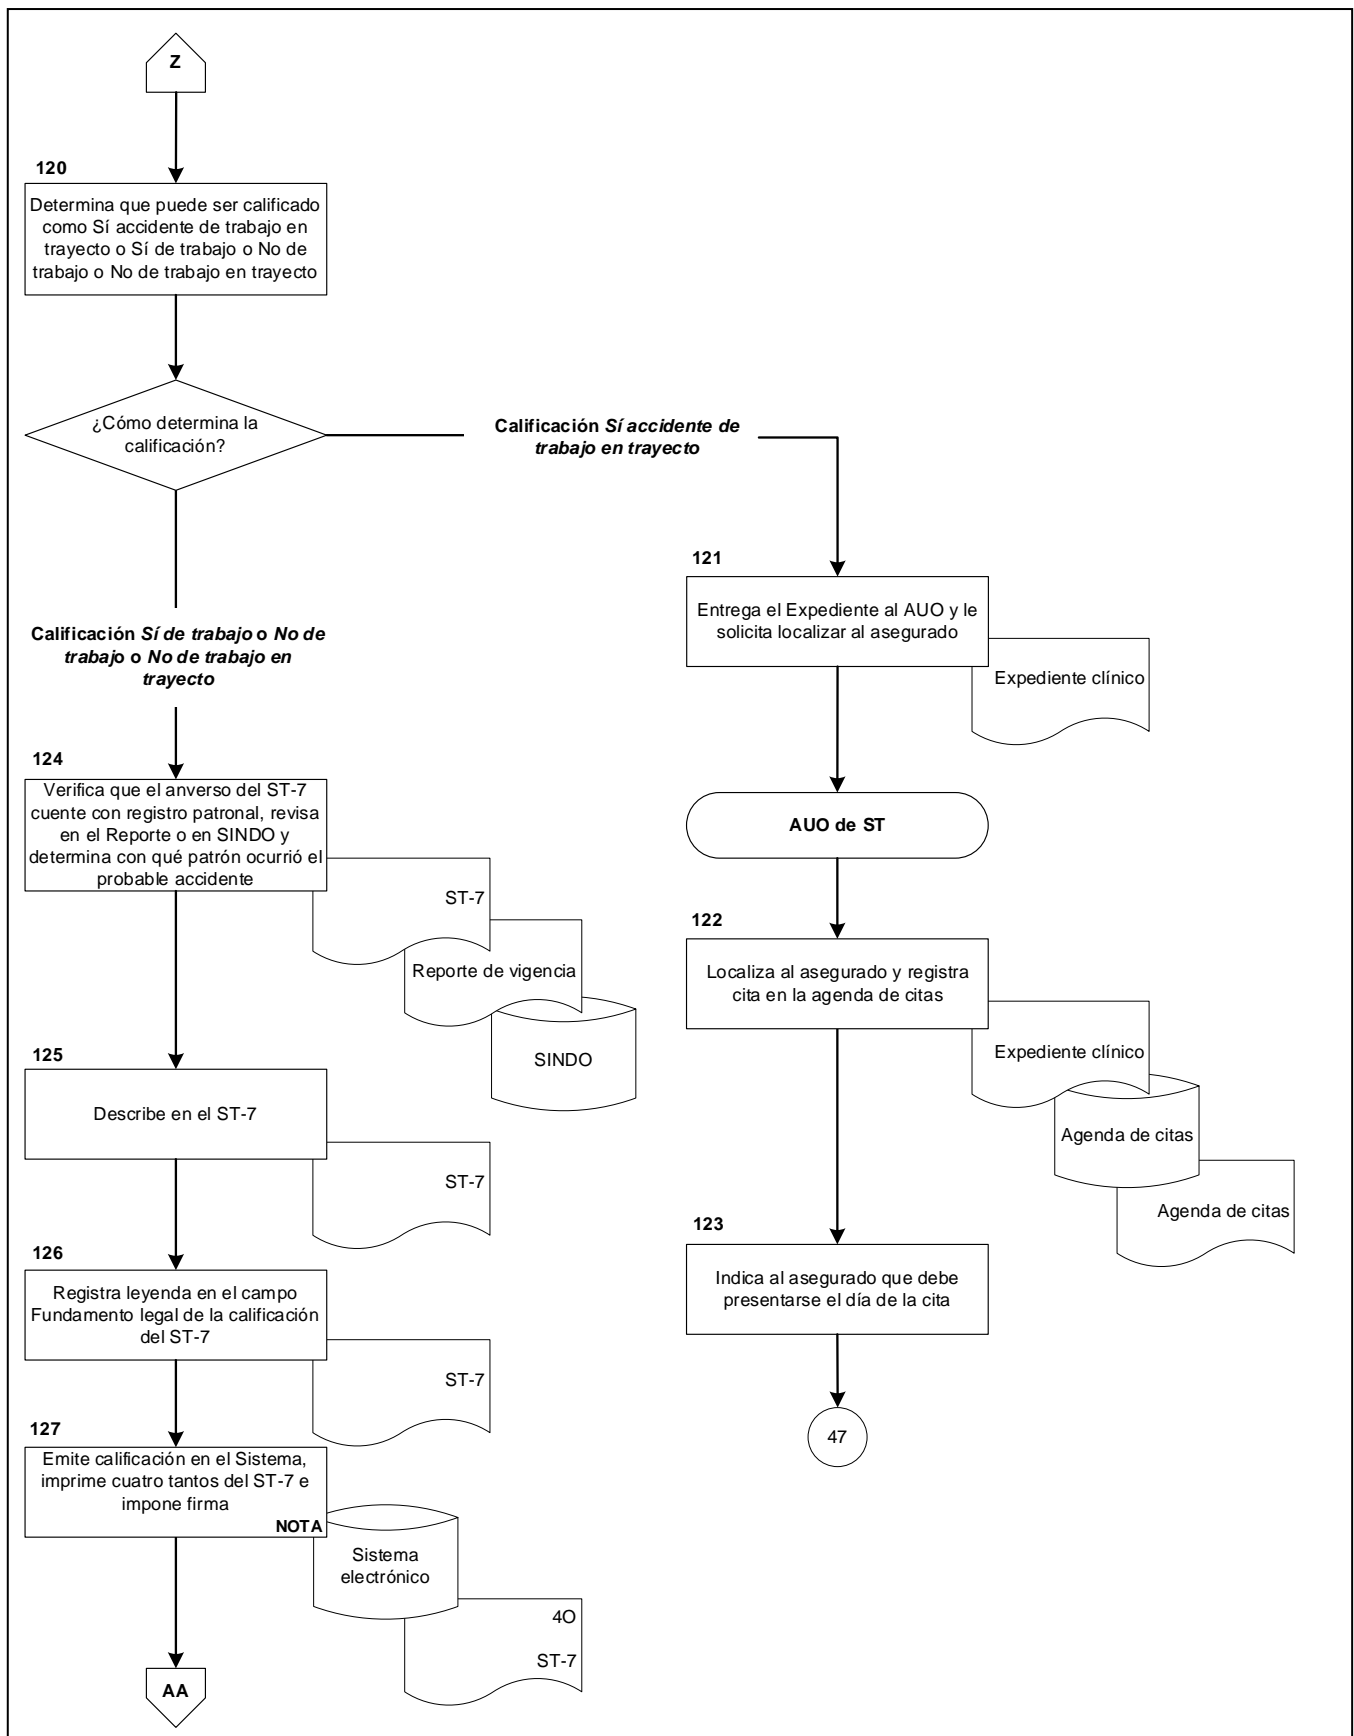 Z
120
Determina que puede ser calificado
como Sí accidente de trabajo en
trayecto o Sí de trabajo o No de
trabajo o No de trabajo en trayecto
¿Cómo determina la
calificación?
Calificación Sí accidente de
trabajo en trayecto
121
Entrega el Expediente al AUO y le
solicita localizar al asegurado
Expediente clínico
AUO de ST
122
Localiza al asegurado y registra
cita en la agenda de citas
Expediente clínico
Agenda de citas
Agenda de citas
123
Indica al asegurado que debe
presentarse el día de la cita
47
Calificación Sí de trabajo o No de
trabajo o No de trabajo en
trayecto
124
Verifica que el anverso del ST-7
cuente con registro patronal, revisa
en el Reporte o en SINDO y
determina con qué patrón ocurrió el
probable accidente
ST-7
Reporte de vigencia
SINDO
125
Describe en el ST-7
ST-7
126
Registra leyenda en el campo
Fundamento legal de la calificación
del ST-7
ST-7
127
Emite calificación en el Sistema,
imprime cuatro tantos del ST-7 e
impone firma
NOTA
Sistema
electrónico
4O
ST-7
AA